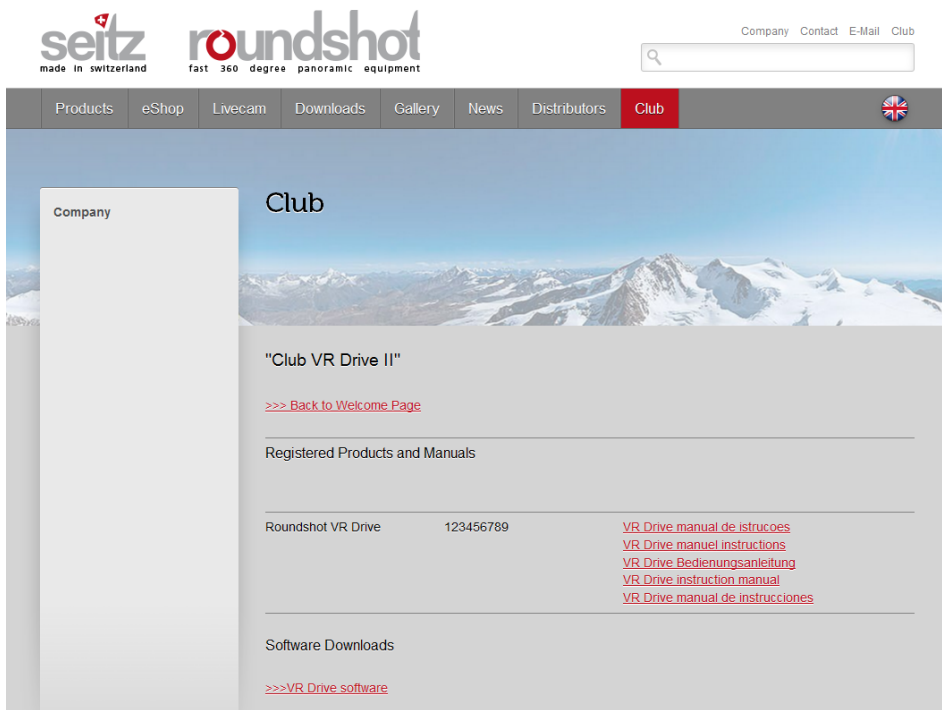 seitz roundshot
made in switzerland fast 360 degree panoramic equipment
Company Contact E-Mail Club
Products eShop Livecam Downloads Gallery News Distributors Club
Company
Club
"Club VR Drive II"
>>> Back to Welcome Page
Registered Products and Manuals
Roundshot VR Drive 123456789 VR Drive manual de istrucoes
VR Drive manuel instructions
VR Drive Bedienungsanleitung
VR Drive instruction manual
VR Drive manual de instrucciones
Software Downloads
>>>VR Drive software